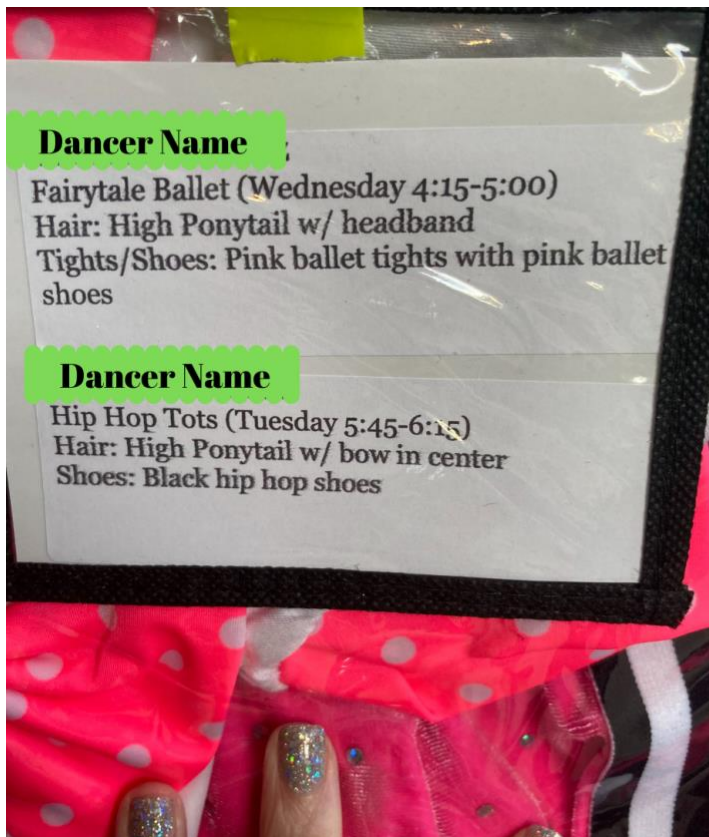 Dancer Name
Fairytale Ballet (Wednesday 4:15-5:00)
Hair: High Ponytail w/ headband
Tights/Shoes: Pink ballet tights with pink ballet
shoes
Dancer Name
Hip Hop Tots (Tuesday 5:45-6:15)
Hair: High Ponytail w/ bow in center
Shoes: Black hip hop shoes